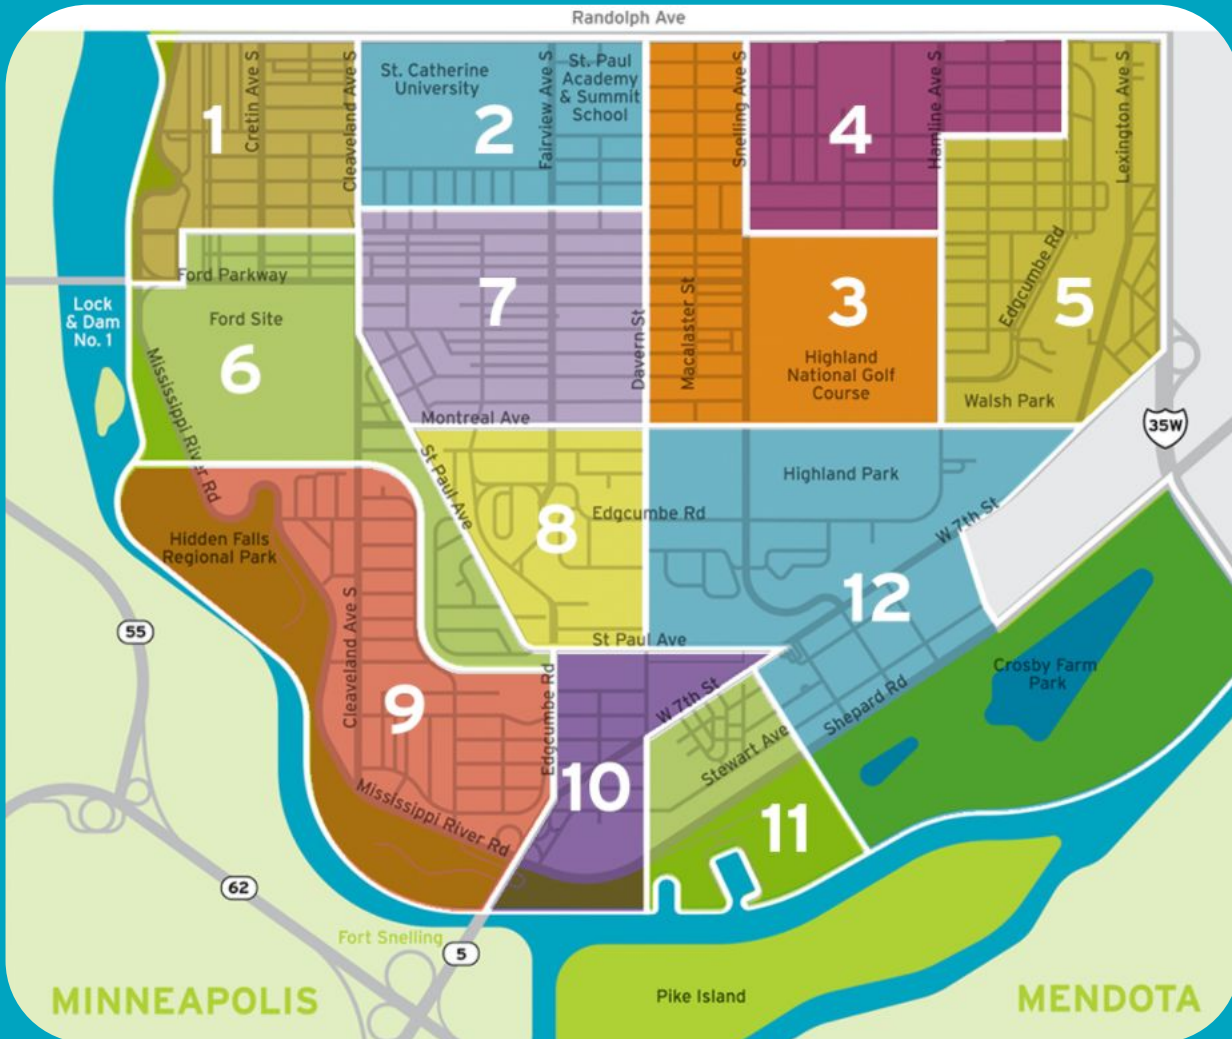 Randolph Ave
1
Cretin Ave S
Cleaveland Ave S
St. Catherine
University
2
Fairview Ave S
St. Paul
Academy
& Summit
School
Snelling Ave S
4
Hamline Ave S
Lexington Ave S
Ford Parkway
Lock
& Dam
No. 1
Ford Site
6
7
Davern St
Macalaster St
3
Highland
National Golf
Course
Edgcumbe Rd
5
Walsh Park
35W
Mississippi River Rd
Montreal Ave
St Paul Ave
8
Edgcumbe Rd
Highland Park
W 7th St
Hidden Falls
Regional Park
12
55
Cleaveland Ave S
9
St Paul Ave
Edgcumbe Rd
W 7th St
Stewart Ave
Shepard Rd
Crosby Farm
Park
10
11
Mississippi River Rd
62
Fort Snelling
5
MINNEAPOLIS
Pike Island
MENDOTA